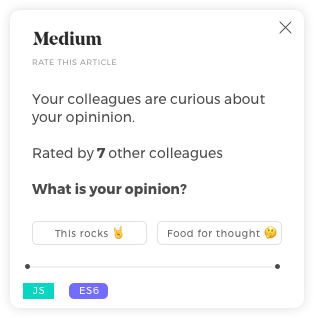 Medium
RATE THIS ARTICLE
Your colleagues are curious about
your opininion.
Rated by 7 other colleagues
What is your opinion?
This rocks 🤘 Food for thought 🤔
JS ES6